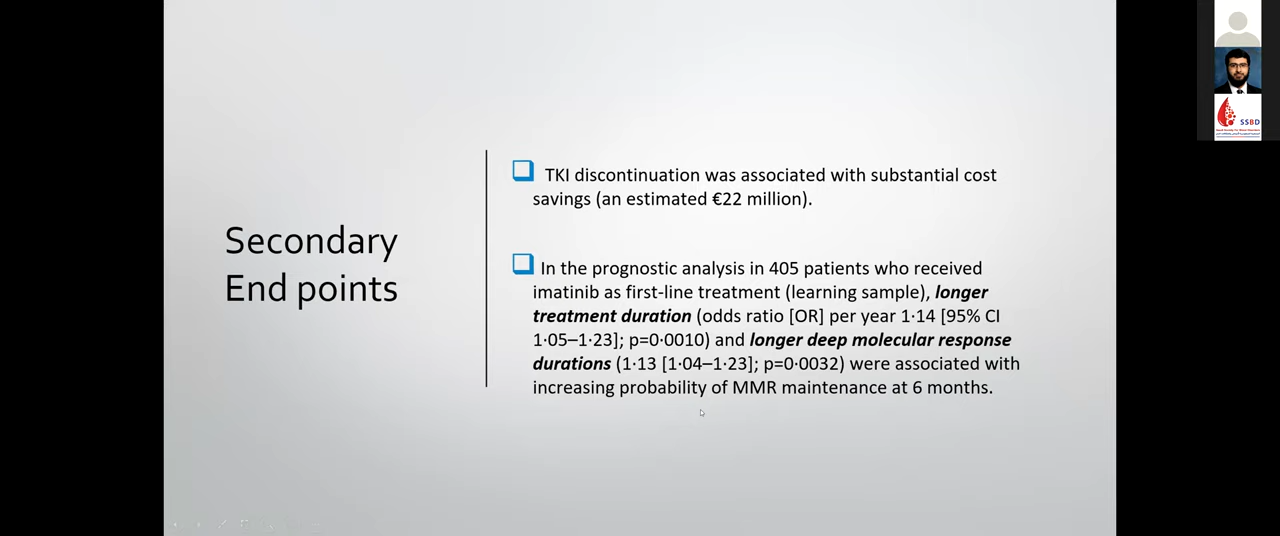 Secondary
End points
TKI discontinuation was associated with substantial cost
savings (an estimated €22 million).
In the prognostic analysis in 405 patients who received
imatinib as first-line treatment (learning sample), longer
treatment duration (odds ratio [OR] per year 1·14 [95% CI
1·05–1·23]; p=0·0010) and longer deep molecular response
durations (1·13 [1·04–1·23]; p=0·0032) were associated with
increasing probability of MMR maintenance at 6 months.
SSBD